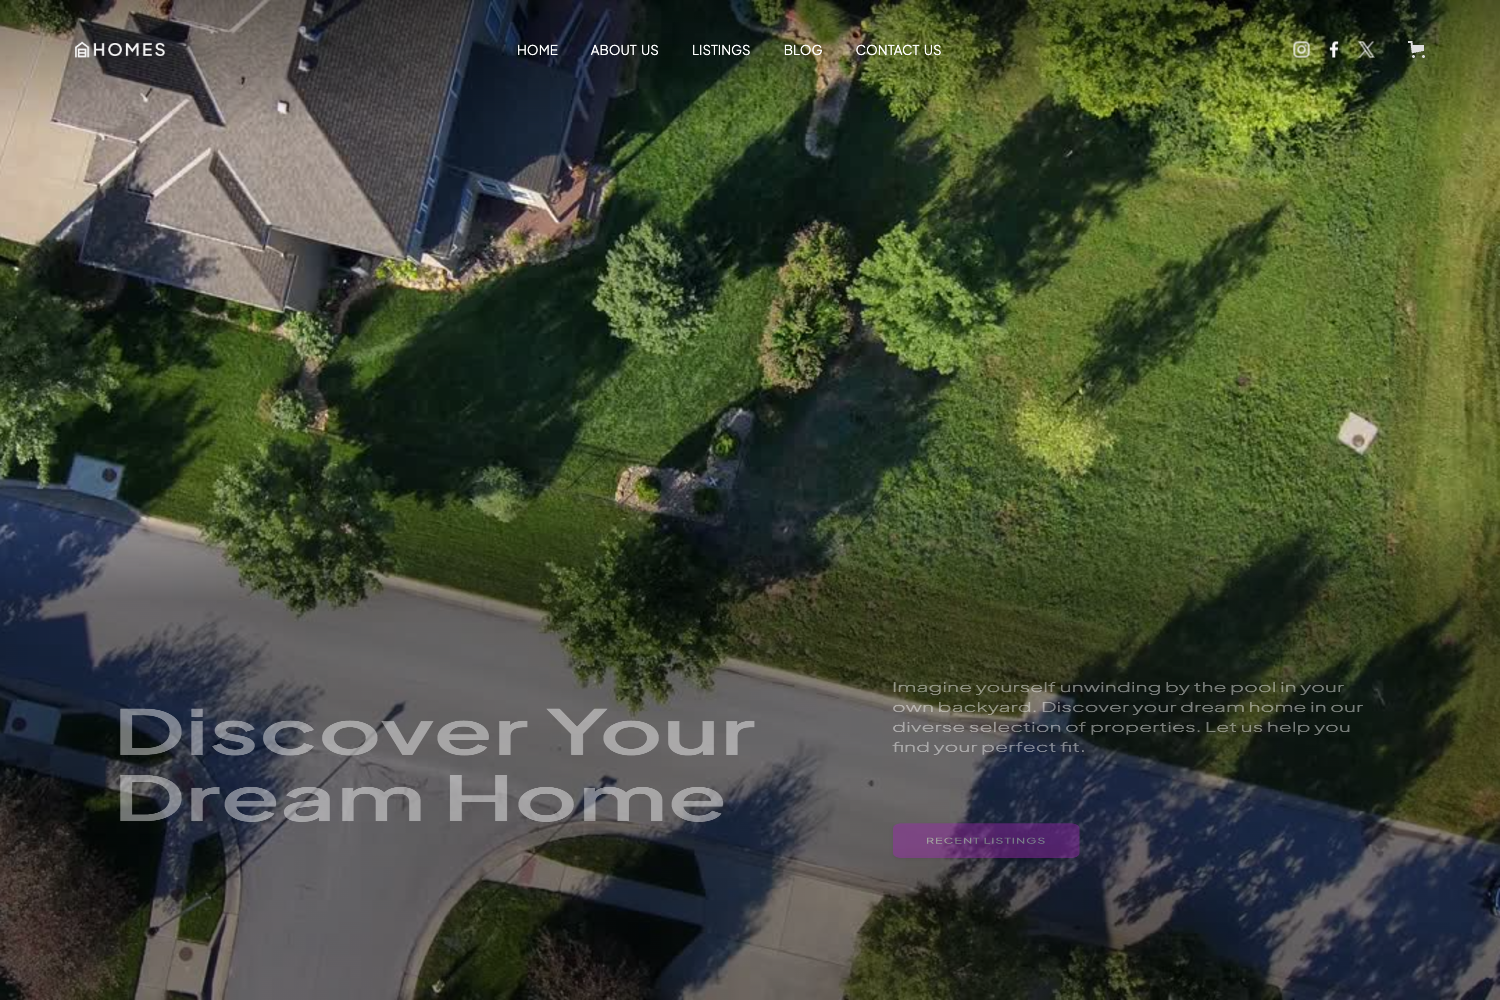 HOMES
HOME ABOUT US LISTINGS BLOG CONTACT US
Discover Your
Dream Home
Imagine yourself unwinding by the pool in your
own backyard. Discover your dream home in our
diverse selection of properties. Let us help you
find your perfect fit.
RECENT LISTINGS